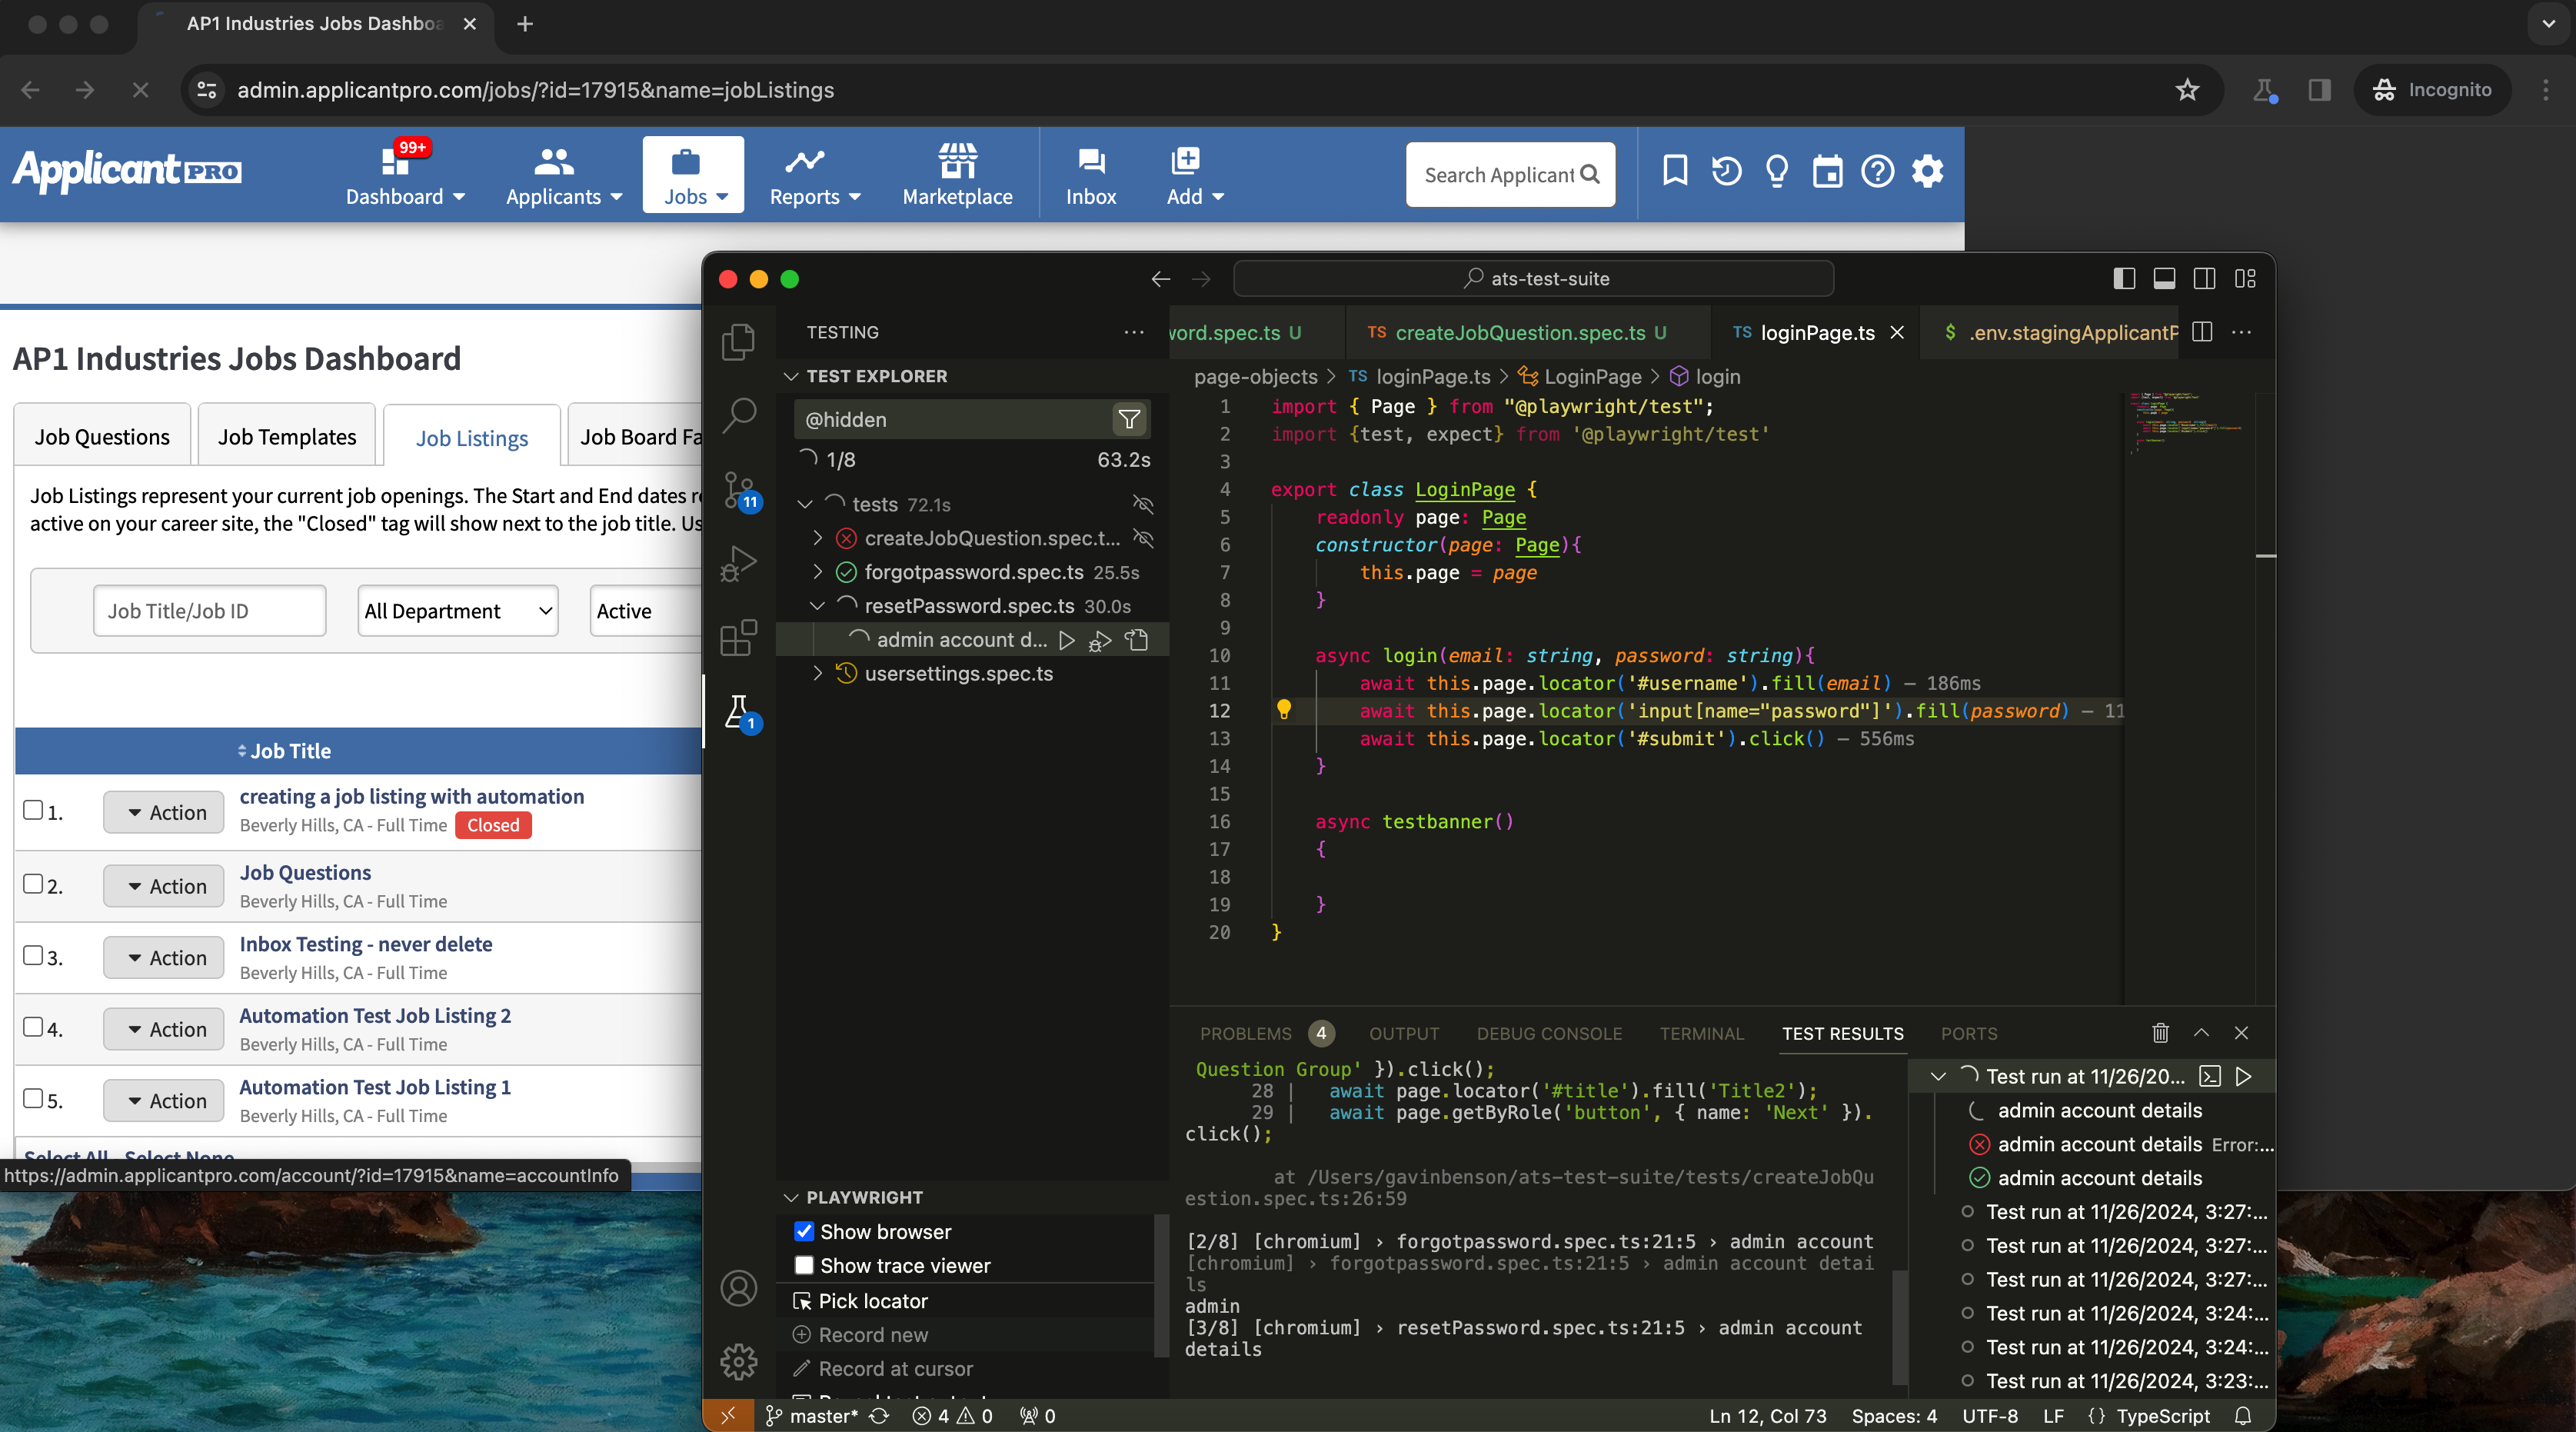 AP1 Industries Jobs Dashboa
admin.applicantpro.com/jobs/?id=17915&name=jobListings
Incognito
ApplicantPRO
99+
Dashboard
Applicants
Jobs
Reports
Marketplace
Inbox
Add
Search Applicant
AP1 Industries Jobs Dashboard
Job Questions
Job Templates
Job Listings
Job Board Fa
Job Listings represent your current job openings. The Start and End dates r
active on your career site, the "Closed" tag will show next to the job title. Us
Job Title/Job ID
All Department
Active
Job Title
1.
Action
creating a job listing with automation
Beverly Hills, CA - Full Time
Closed
2.
Action
Job Questions
Beverly Hills, CA - Full Time
3.
Action
Inbox Testing - never delete
Beverly Hills, CA - Full Time
4.
Action
Automation Test Job Listing 2
Beverly Hills, CA - Full Time
5.
Action
Automation Test Job Listing 1
Beverly Hills, CA - Full Time
Select All Select None
https://admin.applicantpro.com/account/?id=17915&name=accountInfo
ats-test-suite
TESTING
TEST EXPLORER
@hidden
1/8
63.2s
tests 72.1s
createJobQuestion.spec.t...
forgotpassword.spec.ts 25.5s
resetPassword.spec.ts 30.0s
admin account d...
usersettings.spec.ts
11
1
PLAYWRIGHT
Show browser
Show trace viewer
Pick locator
Record new
Record at cursor
word.spec.ts U
TS createJobQuestion.spec.ts U
TS loginPage.ts
$ .env.stagingApplicantP
page-objects > TS loginPage.ts > LoginPage > login
1 import { Page } from "@playwright/test";
2 import {test, expect} from '@playwright/test'
3
4 export class LoginPage {
5 readonly page: Page
6 constructor(page: Page){
7 this.page = page
8 }
9
10 async login(email: string, password: string){
11 await this.page.locator('#username').fill(email) — 186ms
12 await this.page.locator('input[name="password"]').fill(password) — 11
13 await this.page.locator('#submit').click() — 556ms
14 }
15
16 async testbanner()
17 {
18
19 }
20 }
PROBLEMS 4
OUTPUT
DEBUG CONSOLE
TERMINAL
TEST RESULTS
PORTS
Question Group' }).click();
28 | await page.locator('#title').fill('Title2');
29 | await page.getByRole('button', { name: 'Next' }).
click();
at /Users/gavinbenson/ats-test-suite/tests/createJobQu
estion.spec.ts:26:59
[2/8] [chromium] › forgotpassword.spec.ts:21:5 › admin account
[chromium] › forgotpassword.spec.ts:21:5 › admin account detai
ls
admin
[3/8] [chromium] › resetPassword.spec.ts:21:5 › admin account
details
Test run at 11/26/20...
admin account details
admin account details Error:...
admin account details
Test run at 11/26/2024, 3:27:...
Test run at 11/26/2024, 3:27:...
Test run at 11/26/2024, 3:27:...
Test run at 11/26/2024, 3:24:...
Test run at 11/26/2024, 3:24:...
Test run at 11/26/2024, 3:23:...
master*
4
0
0
Ln 12, Col 73
Spaces: 4
UTF-8
LF
{} TypeScript